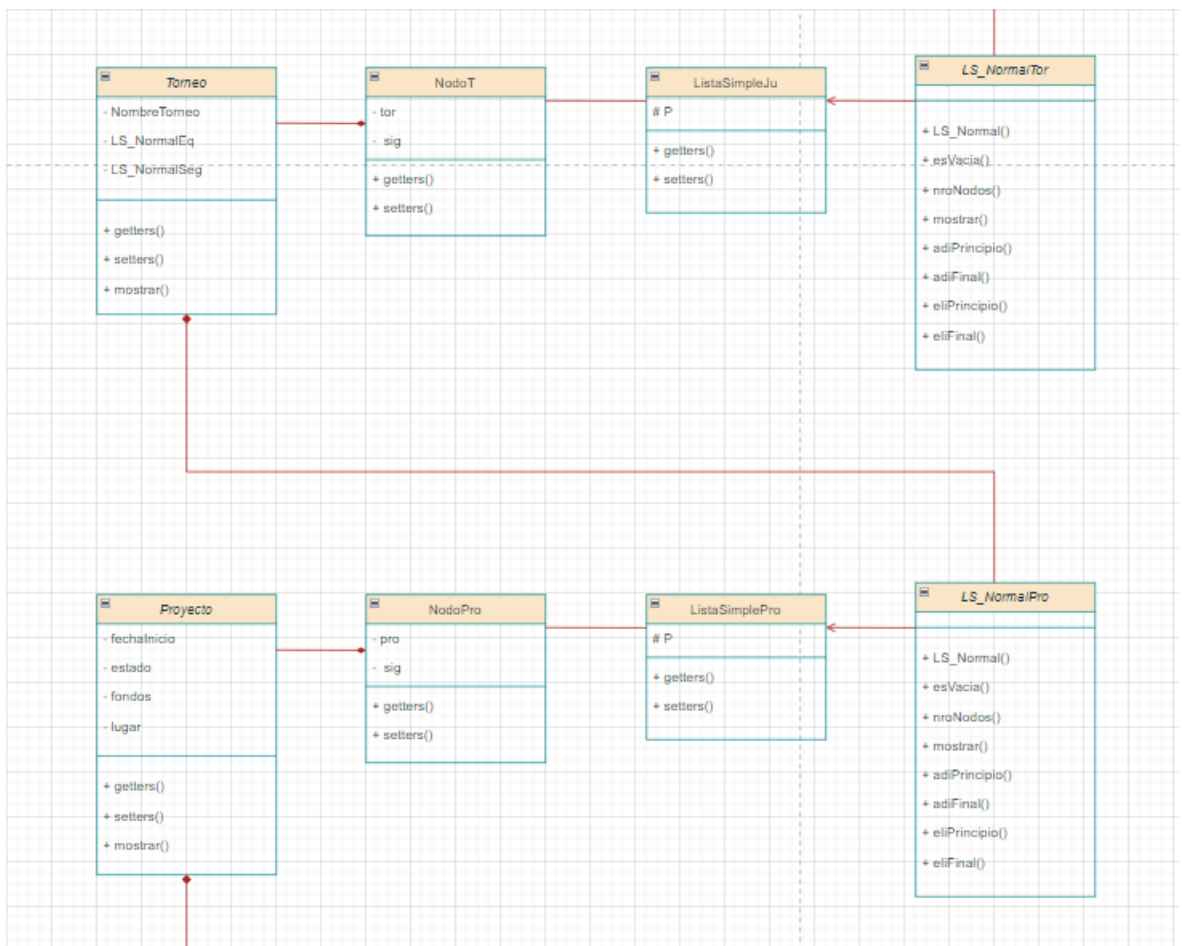 Torneo
- NombreTorneo
- LS_NormalEq
- LS_NormalSeg
+ getters()
+ setters()
+ mostrar()
NodoT
- tor
- sig
+ getters()
+ setters()
ListaSimpleJu
# P
+ getters()
+ setters()
LS_NormalTor
+ LS_Normal()
+ esVacia()
+ nroNodos()
+ mostrar()
+ adiPrincipio()
+ adiFinal()
+ eliPrincipio()
+ eliFinal()
Proyecto
- fechaInicio
- estado
- fondos
- lugar
+ getters()
+ setters()
+ mostrar()
NodoPro
- pro
- sig
+ getters()
+ setters()
ListaSimplePro
# P
+ getters()
+ setters()
LS_NormalPro
+ LS_Normal()
+ esVacia()
+ nroNodos()
+ mostrar()
+ adiPrincipio()
+ adiFinal()
+ eliPrincipio()
+ eliFinal()